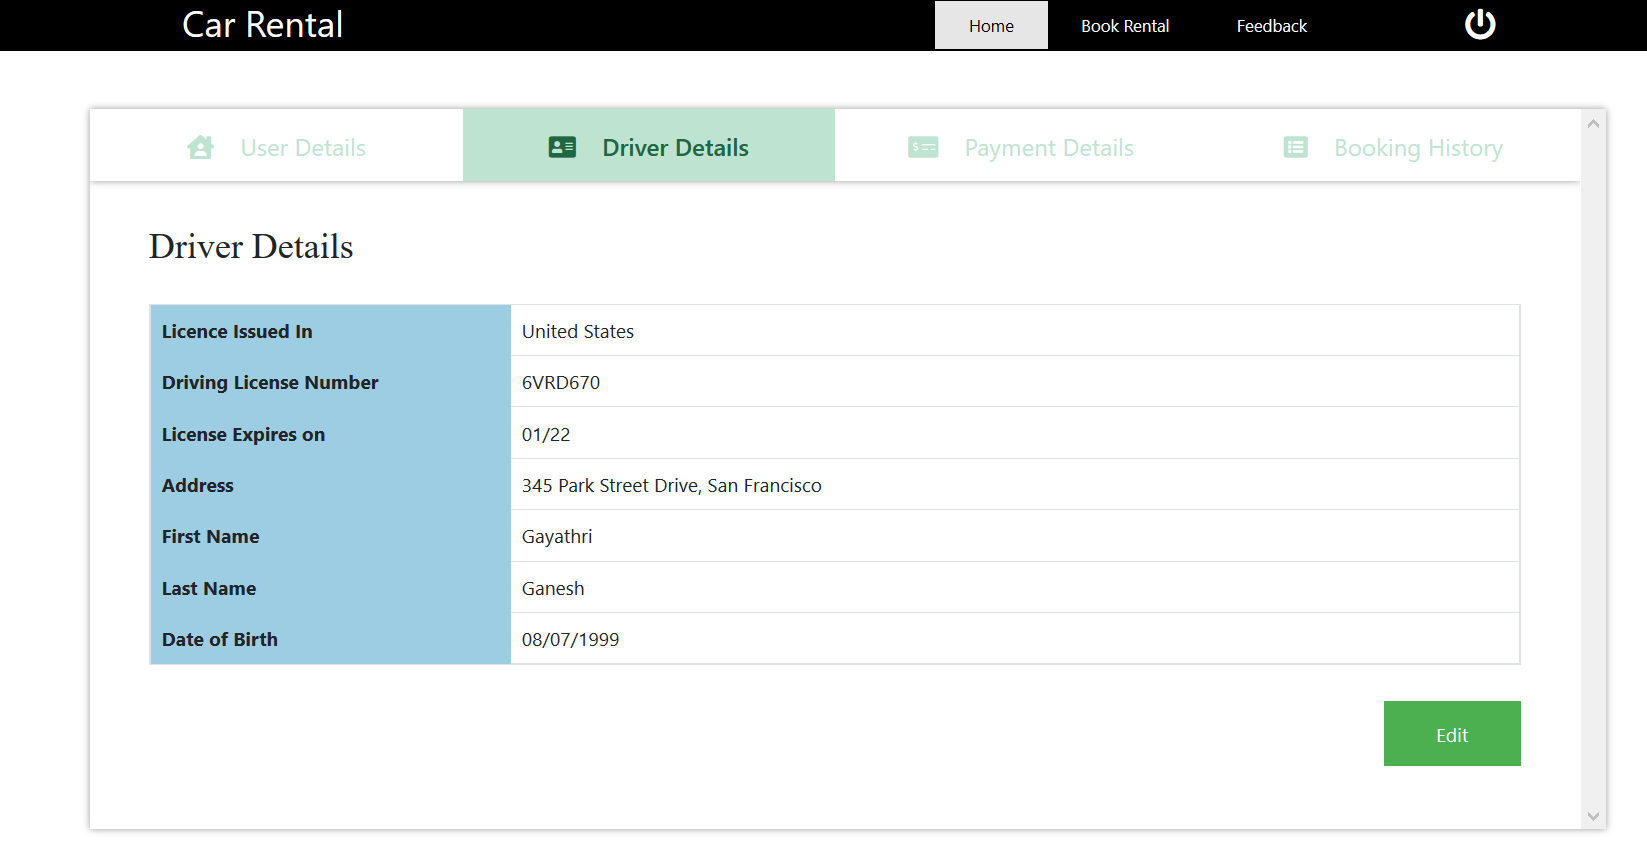 Car Rental Home Book Rental Feedback
User Details Driver Details Payment Details Booking History
Driver Details
Licence Issued In United States
Driving License Number 6VRD670
License Expires on 01/22
Address 345 Park Street Drive, San Francisco
First Name Gayathri
Last Name Ganesh
Date of Birth 08/07/1999
Edit